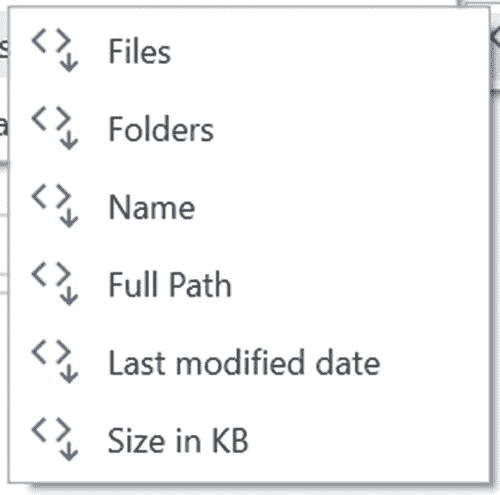 Files
Folders
Name
Full Path
Last modified date
Size in KB